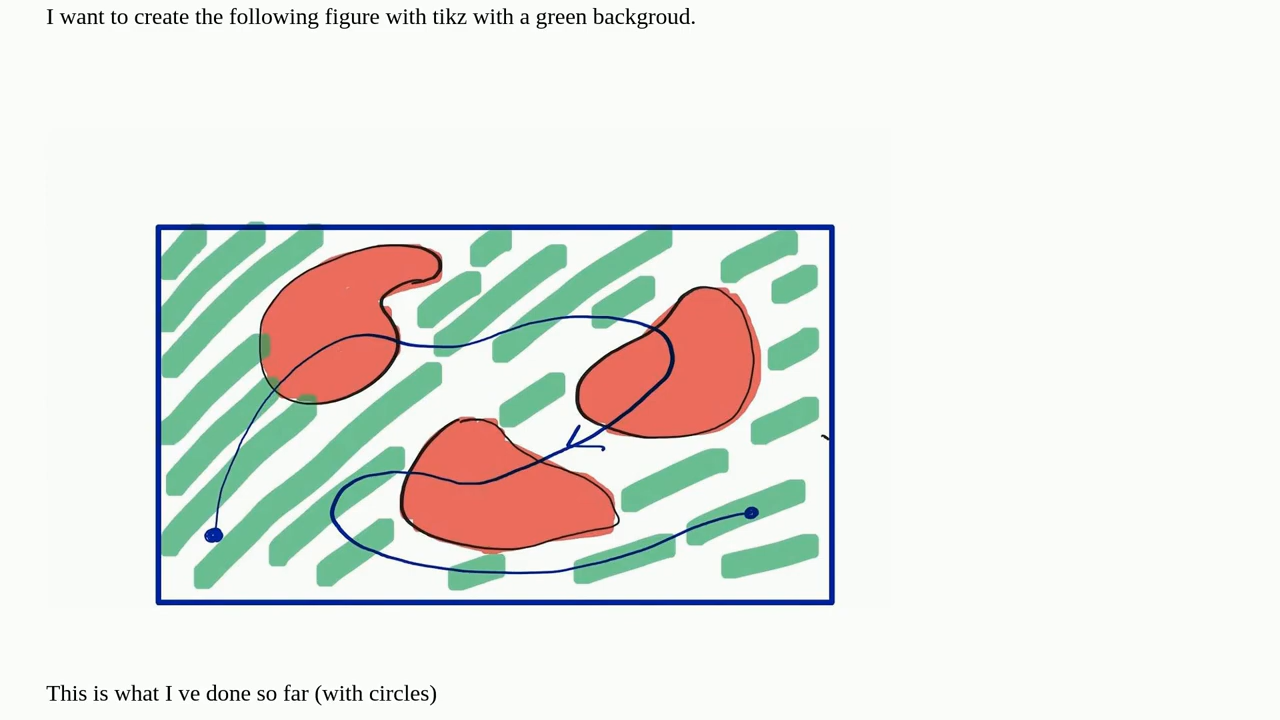 I want to create the following figure with tikz with a green backgroud.
This is what I ve done so far (with circles)